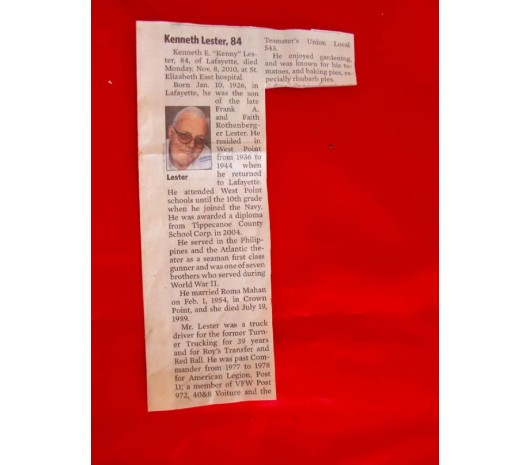 Kenneth Lester, 84
Kenneth E. "Kenny" Les-
ter, 84, of Lafayette, died
Monday, Nov. 8, 2010, at St.
Elizabeth East hospital.
Born Jan. 10, 1926, in
Lafayette, he was the son
of the late
Frank A.
and Faith
Rothenberg-
er Lester. He
resided in
West Point
from 1936 to
1944 when
he returned
to Lafayette.
Lester
He attended West Point
schools until the 10th grade
when he joined the Navy.
He was awarded a diploma
from Tippecanoe County
School Corp. in 2004.
He served in the Philip-
pines and the Atlantic the-
ater as a seaman first class
gunner and was one of seven
brothers who served during
World War II.
He married Roma Mahan
on Feb. 1, 1954, in Crown
Point, and she died July 19,
1999.
Mr. Lester was a truck
driver for the former Turn-
er Trucking for 39 years
and for Roy's Transfer and
Red Ball. He was past Com-
mander from 1977 to 1978
for American Legion, Post
11; a member of VFW Post
972, 40&8 Voiture and the
Teamster's Union Local
543.
He enjoyed gardening,
and was known for his to-
matoes, and baking pies, es-
pecially rhubarb pies.